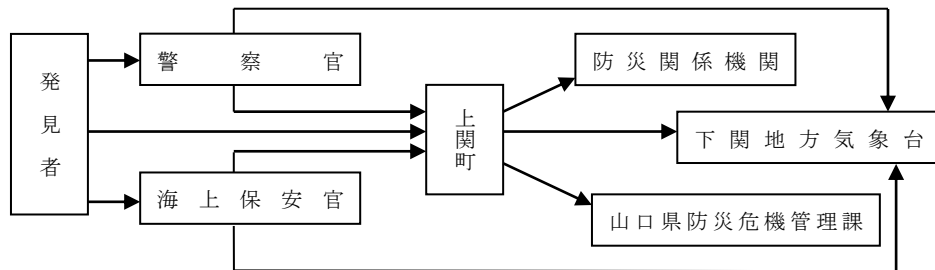 発見者
警察官
海上保安官
上関町
防災関係機関
下関地方気象台
山口県防災危機管理課